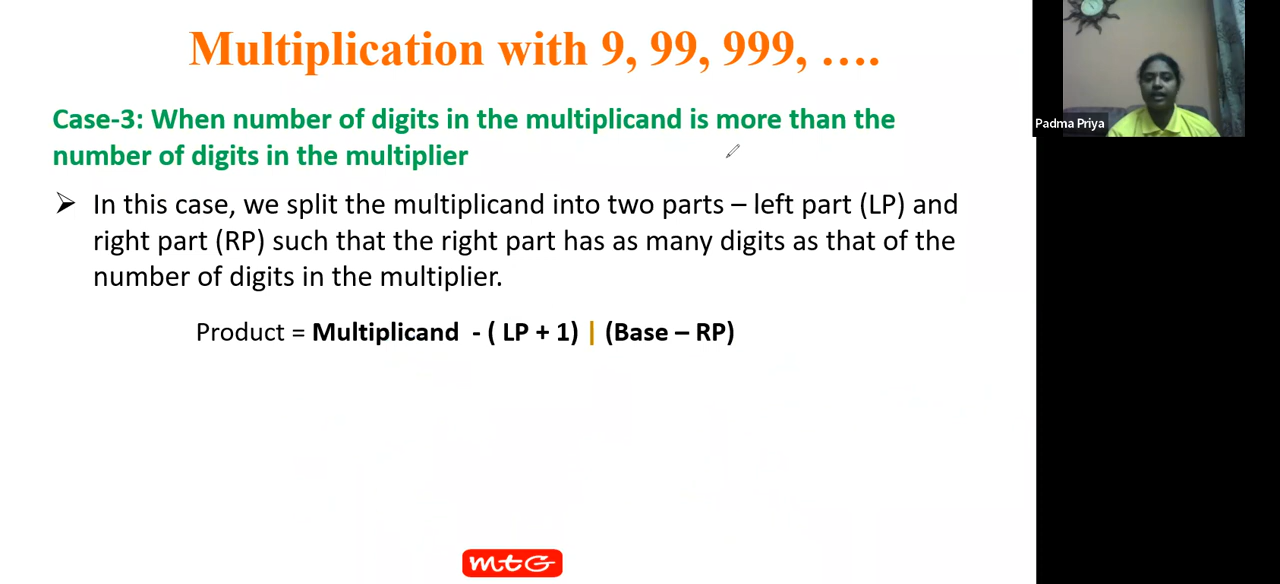 Multiplication with 9, 99, 999, ....
Case-3: When number of digits in the multiplicand is more than the
number of digits in the multiplier
➢ In this case, we split the multiplicand into two parts – left part (LP) and
right part (RP) such that the right part has as many digits as that of the
number of digits in the multiplier.
Product = Multiplicand - ( LP + 1) | (Base – RP)
mtG
Padma Priya